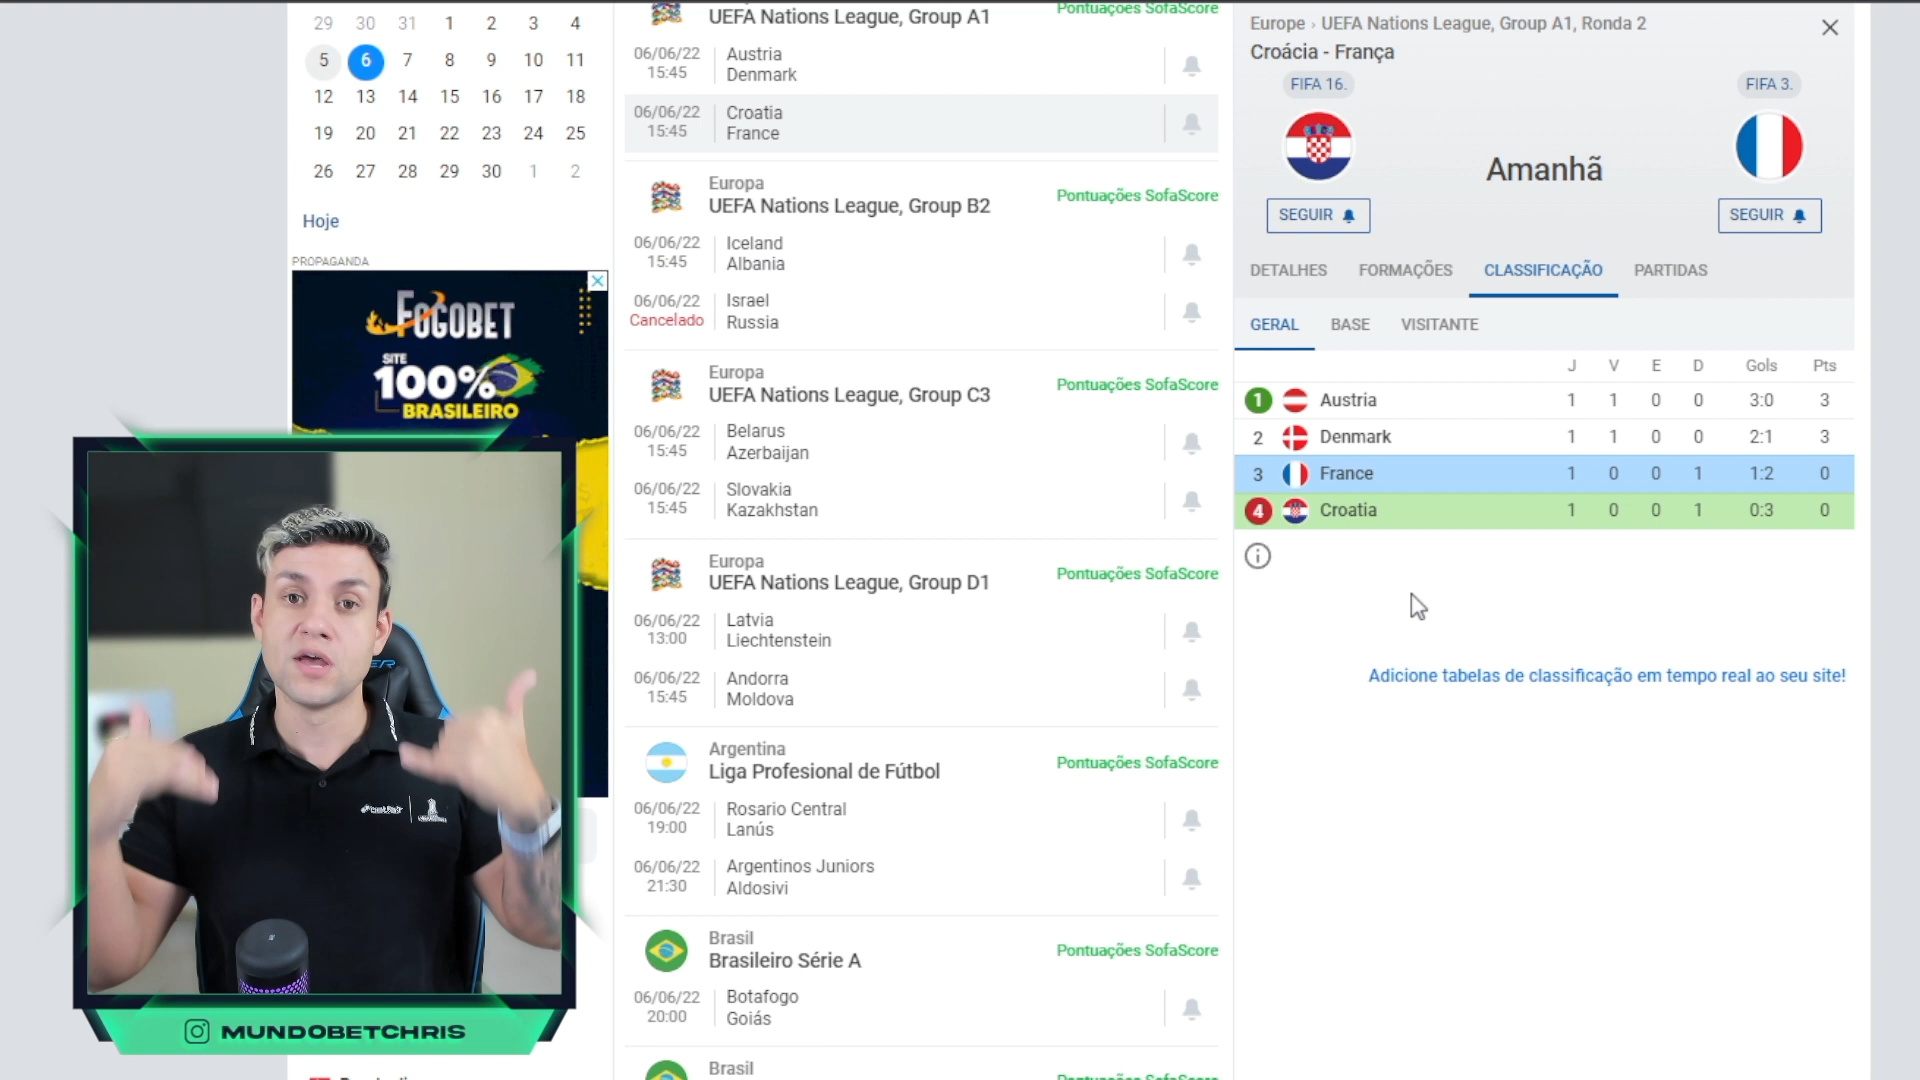 29 30 31 1 2 3 4
5 6 7 8 9 10 11
12 13 14 15 16 17 18
19 20 21 22 23 24 25
26 27 28 29 30 1 2
Hoje
PROPAGANDA
FOGOBET
SITE
100%
BRASILEIRO
MUNDOBETCHRIS
UEFA Nations League, Group A1
Pontuações SofaScore
06/06/22 Austria
15:45 Denmark
06/06/22 Croatia
15:45 France
Europa
UEFA Nations League, Group B2
Pontuações SofaScore
06/06/22 Iceland
15:45 Albania
06/06/22 Israel
Cancelado Russia
Europa
UEFA Nations League, Group C3
Pontuações SofaScore
06/06/22 Belarus
15:45 Azerbaijan
06/06/22 Slovakia
15:45 Kazakhstan
Europa
UEFA Nations League, Group D1
Pontuações SofaScore
06/06/22 Latvia
13:00 Liechtenstein
06/06/22 Andorra
15:45 Moldova
Argentina
Liga Profesional de Fútbol
Pontuações SofaScore
06/06/22 Rosario Central
19:00 Lanús
06/06/22 Argentinos Juniors
21:30 Aldosivi
Brasil
Brasileiro Série A
Pontuações SofaScore
06/06/22 Botafogo
20:00 Goiás
Brasil
Europe › UEFA Nations League, Group A1, Ronda 2
Croácia - França
FIFA 16. FIFA 3.
Amanhã
SEGUIR SEGUIR
DETALHES FORMAÇÕES CLASSIFICAÇÃO PARTIDAS
GERAL BASE VISITANTE
J V E D Gols Pts
1 Austria 1 1 0 0 3:0 3
2 Denmark 1 1 0 0 2:1 3
3 France 1 0 0 1 1:2 0
4 Croatia 1 0 0 1 0:3 0
Adicione tabelas de classificação em tempo real ao seu site!